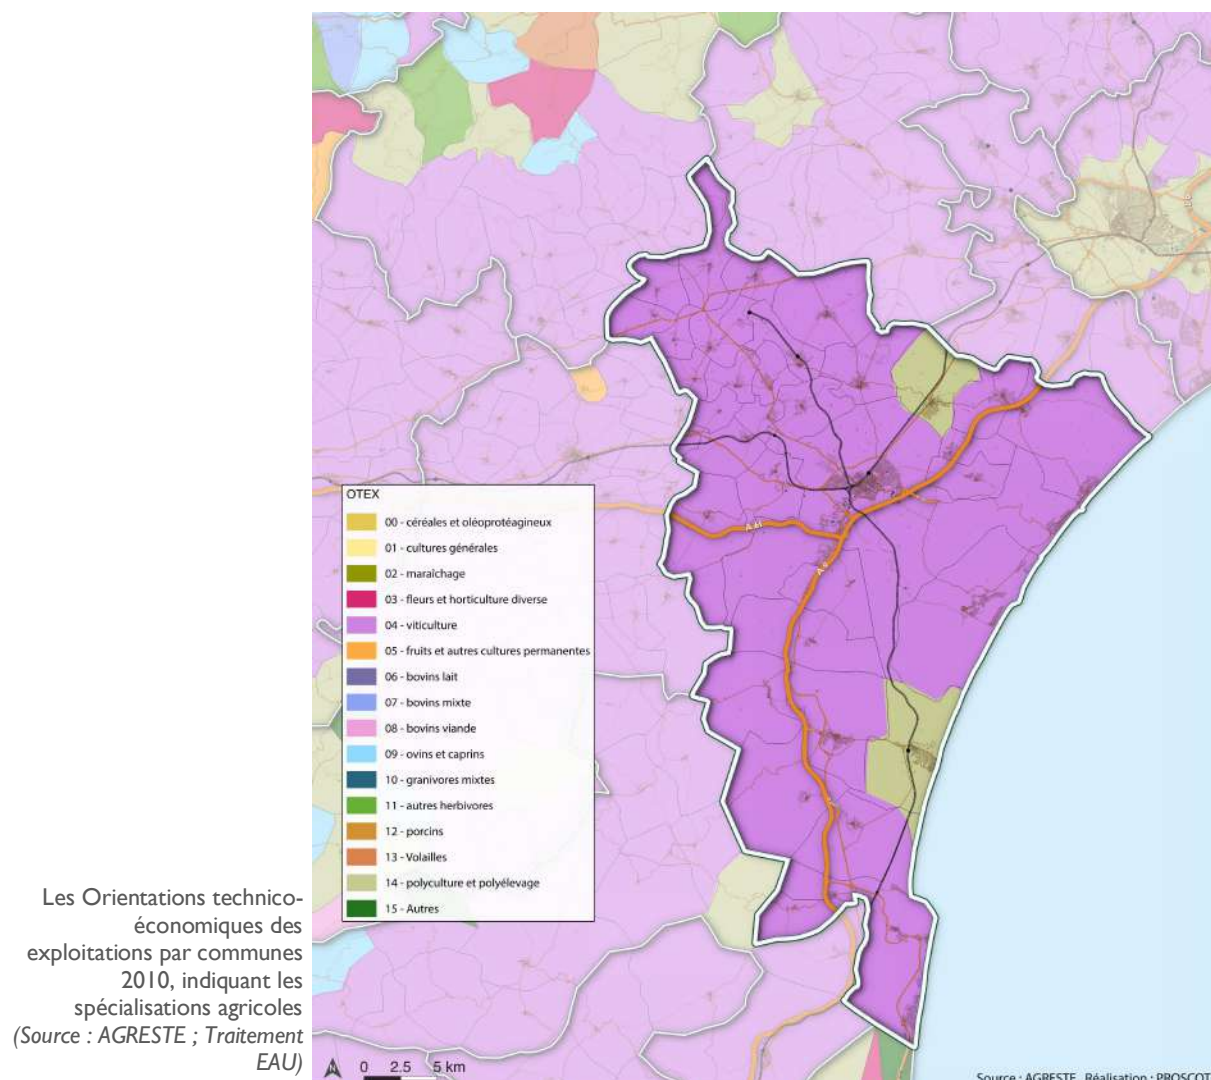 OTEX
00 - céréales et oléoprotéagineux
01 - cultures générales
02 - maraîchage
03 - fleurs et horticulture diverse
04 - viticulture
05 - fruits et autres cultures permanentes
06 - bovins lait
07 - bovins mixte
08 - bovins viande
09 - ovins et caprins
10 - granivores mixtes
11 - autres herbivores
12 - porcins
13 - Volailles
14 - polyculture et polyélevage
15 - Autres
A 61
A 9
Les Orientations technico-
économiques des
exploitations par communes
2010, indiquant les
spécialisations agricoles
(Source : AGRESTE ; Traitement
EAU)
N
0 2.5 5 km
Source : AGRESTE Réalisation : PROSCOT